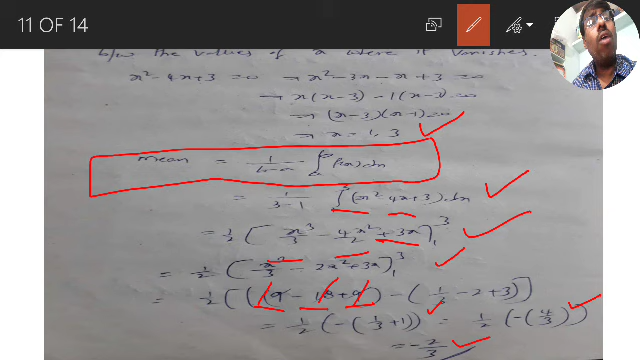 11 OF 14
b/w the values of x where it vanishes.
x² - 4x + 3 = 0 → x² - 3x - x + 3 = 0
→ x(x-3) - 1(x-3) = 0
→ (x-3)(x-1) = 0
→ x = 1, 3
mean = 1/(b-a) ∫ₐᵇ f(x) dx
= 1/(3-1) ∫₁³ (x² 4x+3) . dx
= 1/2 [x³/3 - 4x²/2 + 3x]₁³
= 1/2 (x³/3 - 2x² + 3x]₁³
= 1/2 [(9 - 18 + 9) - (1/3 - 2 + 3)]
= 1/2 (-(1/3 + 1)) = 1/2 (-(4/3))
= -2/3